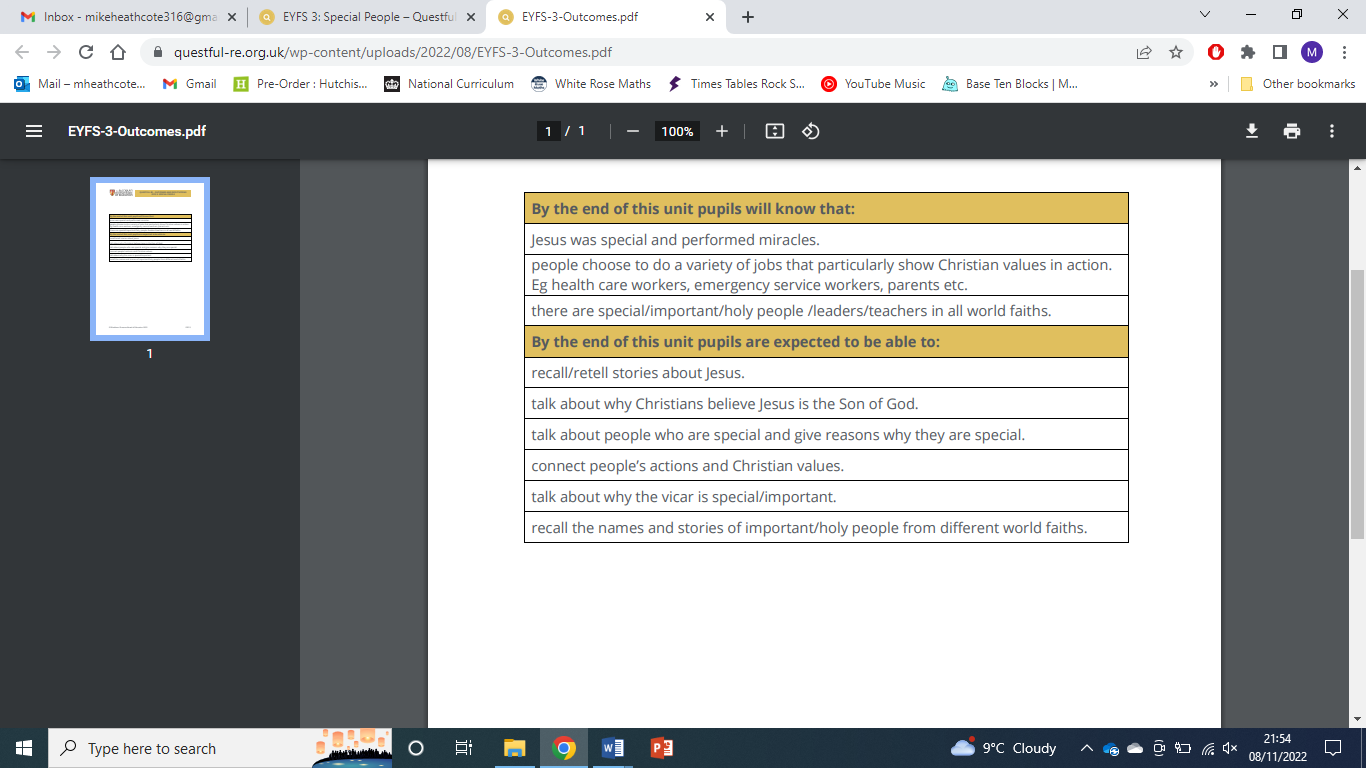 Inbox - mikeheathcote316@gma
EYFS 3: Special People – Questful
EYFS-3-Outcomes.pdf
questful-re.org.uk/wp-content/uploads/2022/08/EYFS-3-Outcomes.pdf
M
Mail – mheathcote...
Gmail
Pre-Order : Hutchis...
National Curriculum
White Rose Maths
Times Tables Rock S...
YouTube Music
Base Ten Blocks | M...
»
Other bookmarks
EYFS-3-Outcomes.pdf
1 / 1
100%
By the end of this unit pupils will know that:
Jesus was special and performed miracles.
people choose to do a variety of jobs that particularly show Christian values in action.
Eg health care workers, emergency service workers, parents etc.
there are special/important/holy people /leaders/teachers in all world faiths.
By the end of this unit pupils are expected to be able to:
recall/retell stories about Jesus.
talk about why Christians believe Jesus is the Son of God.
talk about people who are special and give reasons why they are special.
connect people's actions and Christian values.
talk about why the vicar is special/important.
recall the names and stories of important/holy people from different world faiths.
1
Type here to search
9°C Cloudy
21:54
08/11/2022